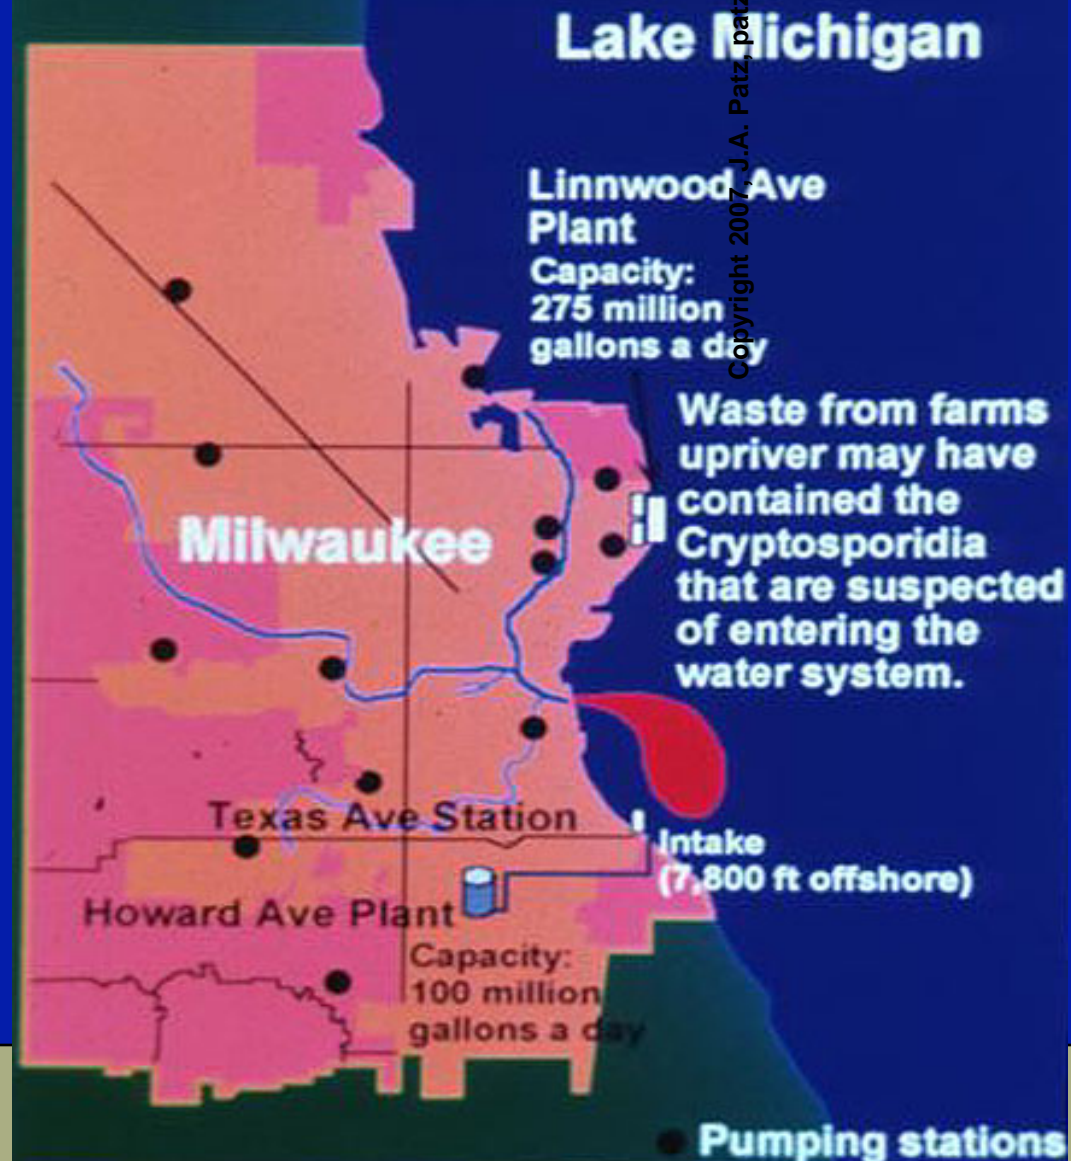 Lake Michigan
Copyright 2007, J.A. Patz, patz
Linnwood Ave
Plant
Capacity:
275 million
gallons a day
Waste from farms
upriver may have
contained the
Cryptosporidia
that are suspected
of entering the
water system.
Milwaukee
Texas Ave Station
Intake
(7,800 ft offshore)
Howard Ave Plant
Capacity:
100 million
gallons a day
Pumping stations